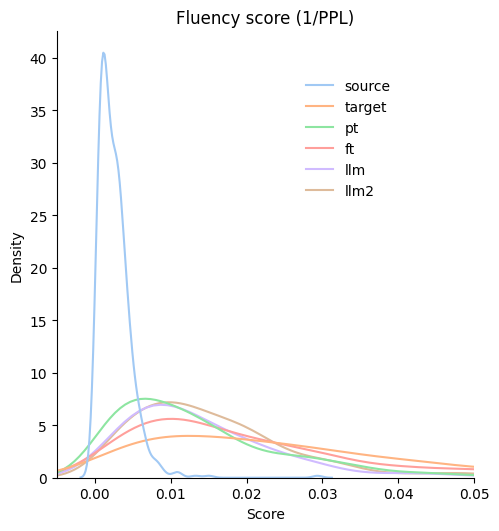 Fluency score (1/PPL)
40
35
30
25
20
15
10
5
0
Density
source
target
pt
ft
llm
llm2
0.00
0.01
0.02
0.03
0.04
0.05
Score